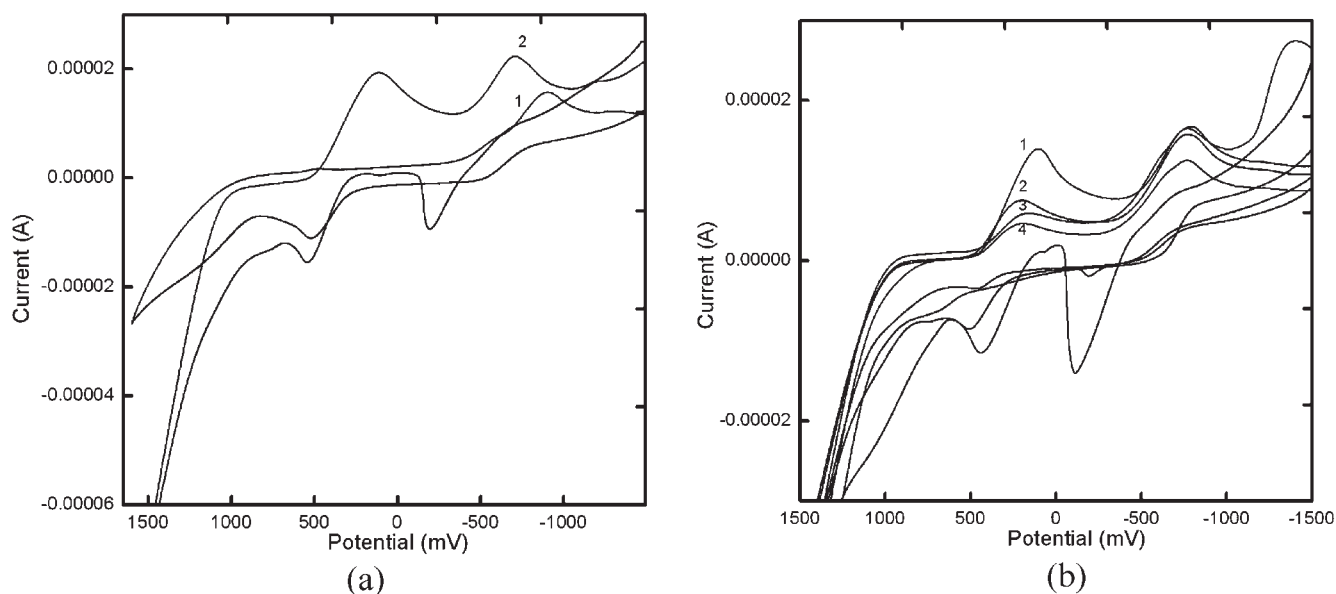 0.00002
0.00000
-0.00002
-0.00004
-0.00006
Current (A)
2
1
1500 1000 500 0 -500 -1000
Potential (mV)
(a)
0.00002
0.00000
-0.00002
Current (A)
1
2
3
4
1500 1000 500 0 -500 -1000 -1500
Potential (mV)
(b)